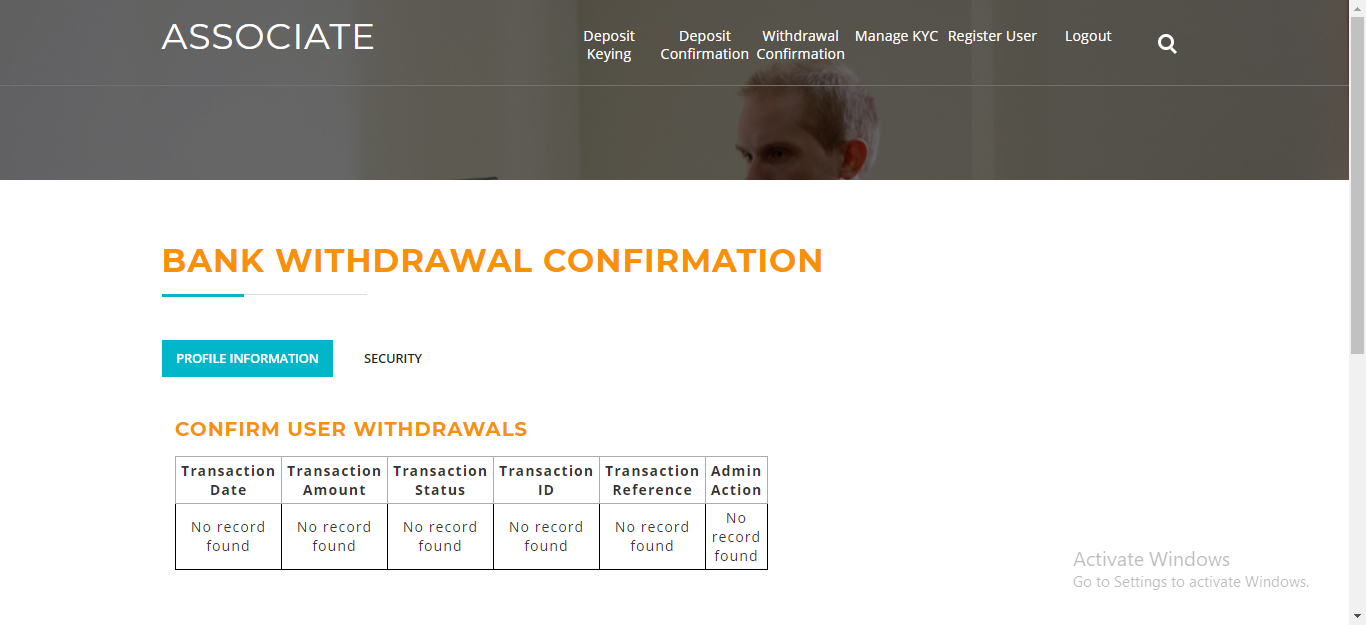 ASSOCIATE
Deposit
Keying
Deposit
Confirmation
Withdrawal
Confirmation
Manage KYC
Register User
Logout
BANK WITHDRAWAL CONFIRMATION
PROFILE INFORMATION
SECURITY
CONFIRM USER WITHDRAWALS
Transaction
Date
Transaction
Amount
Transaction
Status
Transaction
ID
Transaction
Reference
Admin
Action
No record
found
No record
found
No record
found
No record
found
No record
found
No
record
found
Activate Windows
Go to Settings to activate Windows.